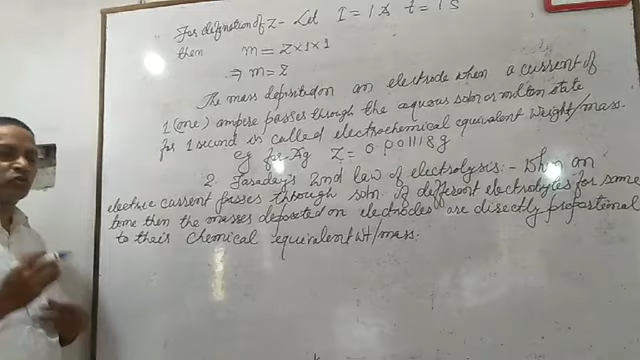 For defination of Z - Let I = 1 A t = 1 s
then m = Z×1×1
⇒ m = Z
The mass deposited on an electrode when a current of
1 (one) ampere passes through the aqueous soln or molten state
for 1 second is called electrochemical equivalent weight/mass.
eg for Ag Z = 0.001118 g
2. Faraday's 2nd law of electrolysis :- When an
electric current passes through soln. of different electrolytes for same
time then the masses deposited on electrodes are directly proportional
to their chemical equivalent wt/mass.